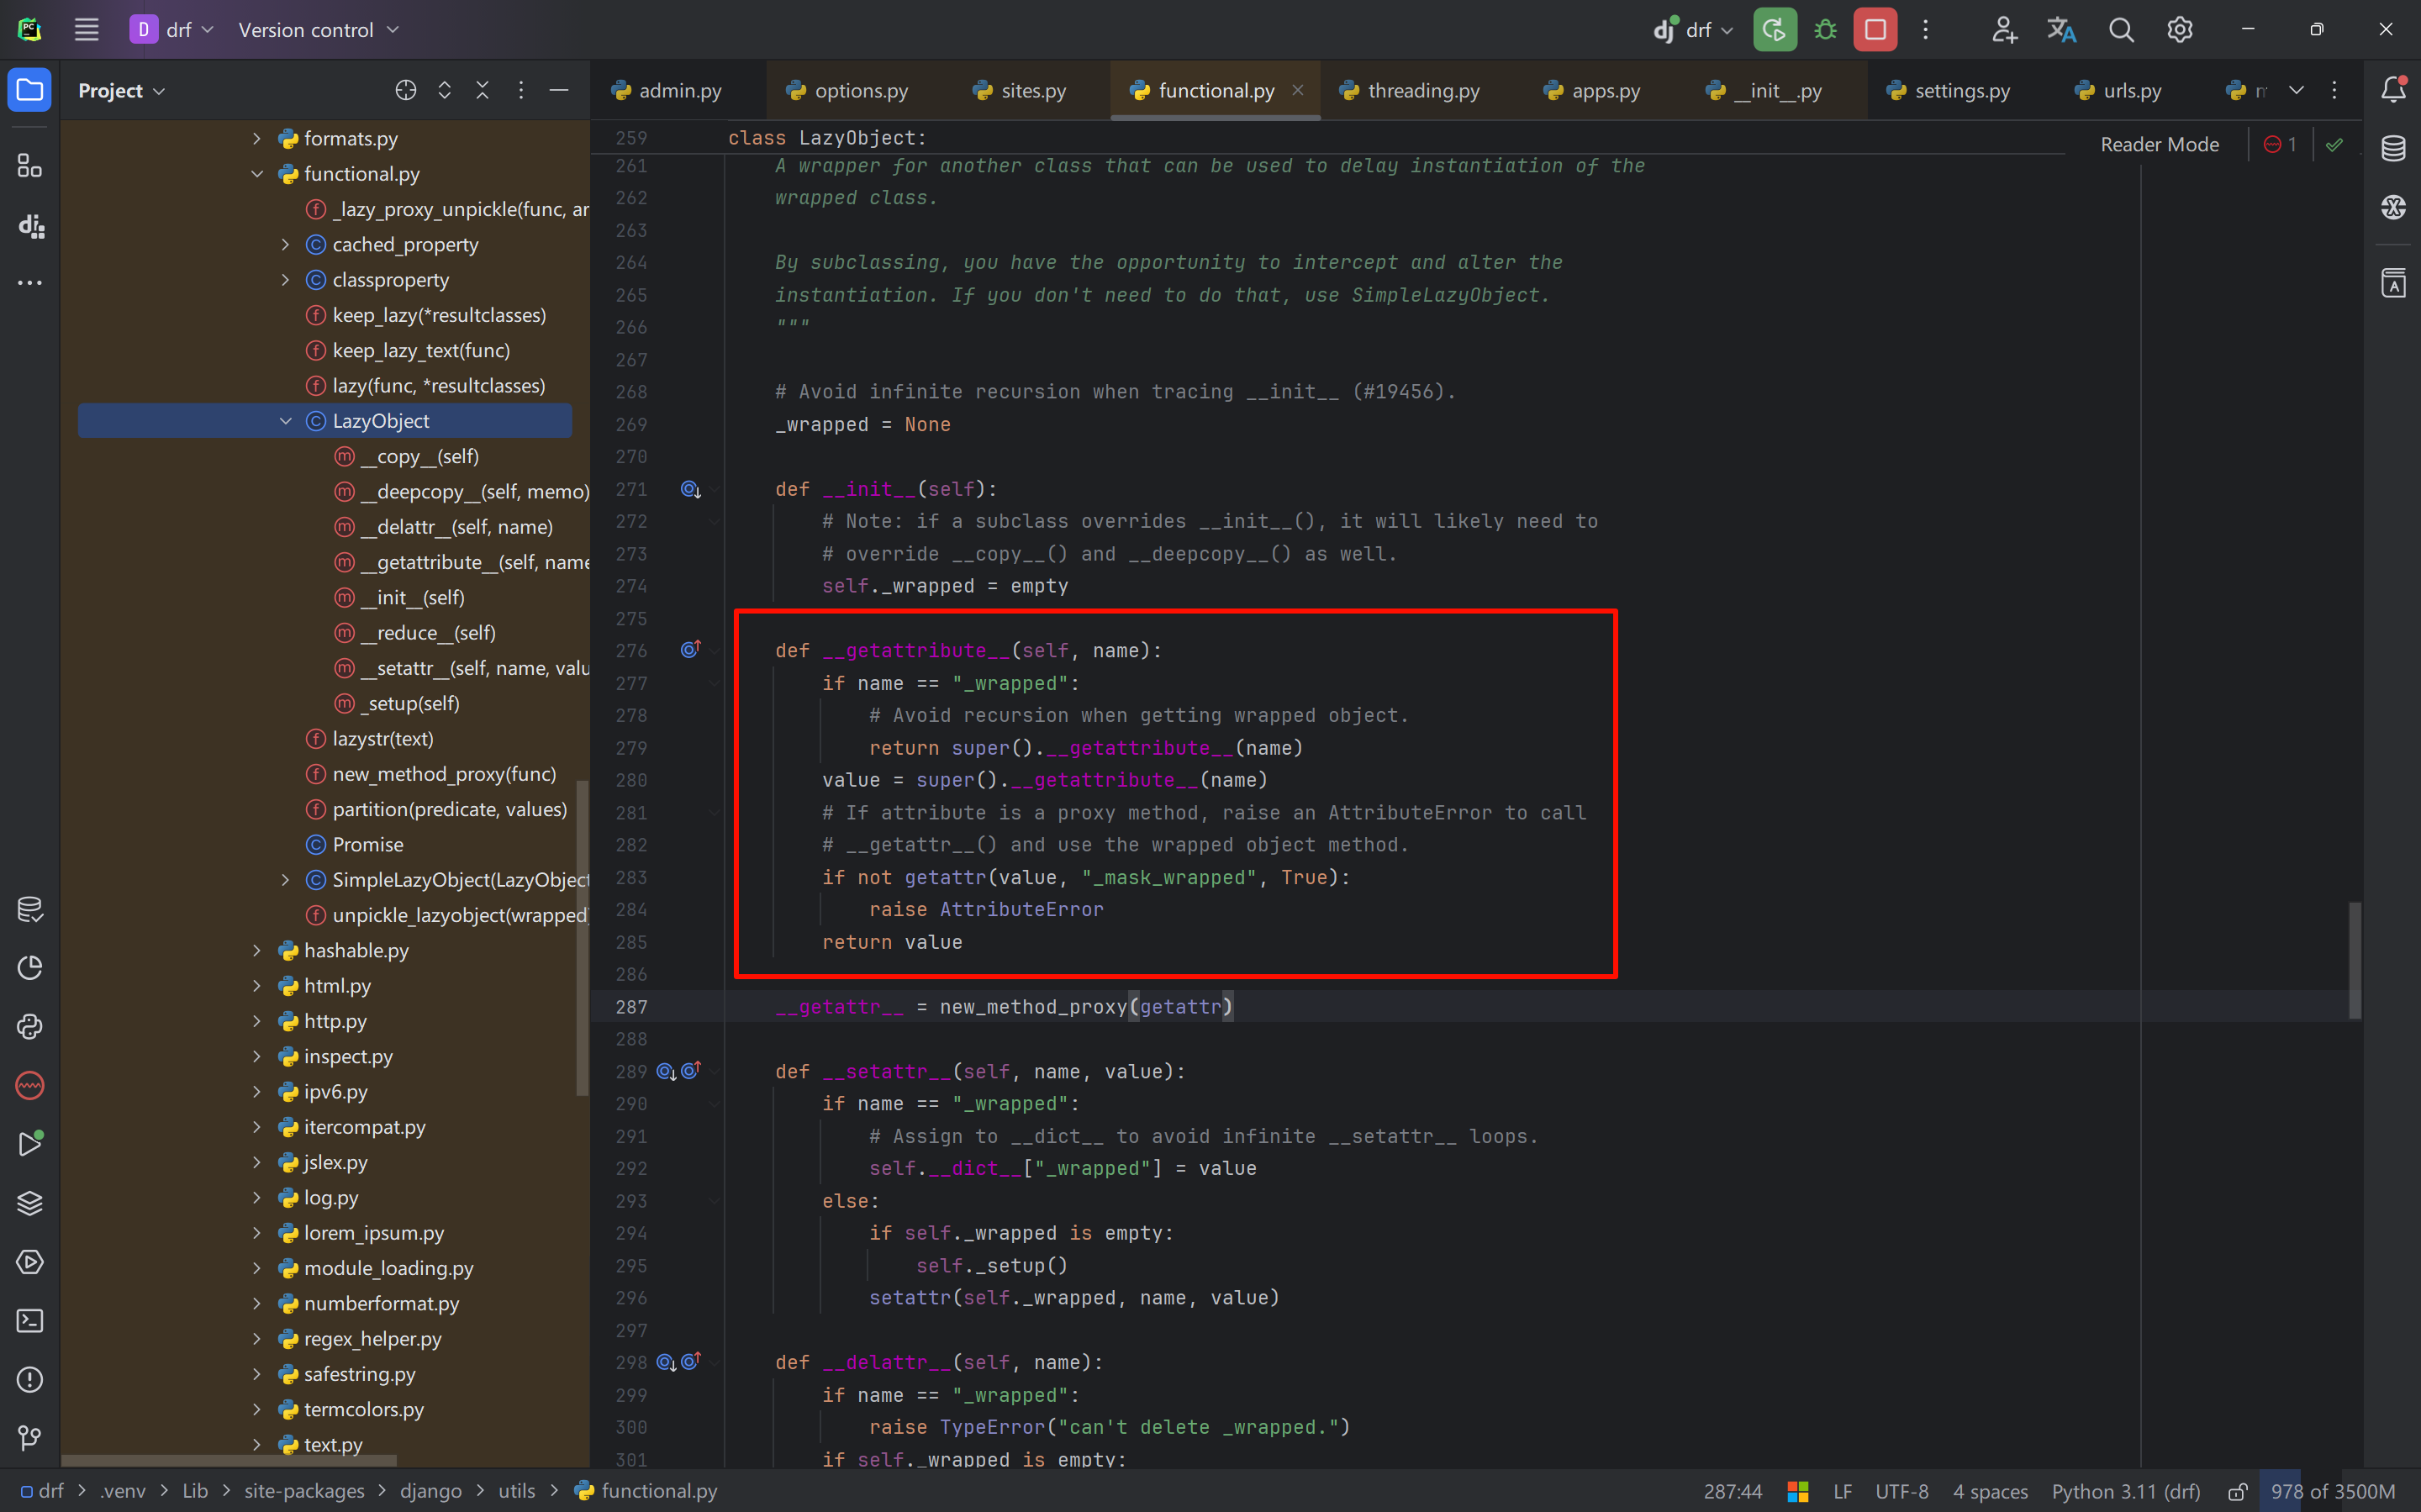 D drf Version control drf
Project
admin.py options.py sites.py functional.py threading.py apps.py __init__.py settings.py urls.py
Reader Mode 1
formats.py
functional.py
_lazy_proxy_unpickle(func, ar
cached_property
classproperty
keep_lazy(*resultclasses)
keep_lazy_text(func)
lazy(func, *resultclasses)
LazyObject
__copy__(self)
__deepcopy__(self, memo)
__delattr__(self, name)
__getattribute__(self, name
__init__(self)
__reduce__(self)
__setattr__(self, name, valu
_setup(self)
lazystr(text)
new_method_proxy(func)
partition(predicate, values)
Promise
SimpleLazyObject(LazyObject
unpickle_lazyobject(wrapped
hashable.py
html.py
http.py
inspect.py
ipv6.py
itercompat.py
jslex.py
log.py
lorem_ipsum.py
module_loading.py
numberformat.py
regex_helper.py
safestring.py
termcolors.py
text.py
259 class LazyObject:
261 A wrapper for another class that can be used to delay instantiation of the
262 wrapped class.
263
264 By subclassing, you have the opportunity to intercept and alter the
265 instantiation. If you don't need to do that, use SimpleLazyObject.
266 """
267
268 # Avoid infinite recursion when tracing __init__ (#19456).
269 _wrapped = None
270
271 def __init__(self):
272 # Note: if a subclass overrides __init__(), it will likely need to
273 # override __copy__() and __deepcopy__() as well.
274 self._wrapped = empty
275
276 def __getattribute__(self, name):
277 if name == "_wrapped":
278 # Avoid recursion when getting wrapped object.
279 return super().__getattribute__(name)
280 value = super().__getattribute__(name)
281 # If attribute is a proxy method, raise an AttributeError to call
282 # __getattr__() and use the wrapped object method.
283 if not getattr(value, "_mask_wrapped", True):
284 raise AttributeError
285 return value
286
287 __getattr__ = new_method_proxy(getattr)
288
289 def __setattr__(self, name, value):
290 if name == "_wrapped":
291 # Assign to __dict__ to avoid infinite __setattr__ loops.
292 self.__dict__["_wrapped"] = value
293 else:
294 if self._wrapped is empty:
295 self._setup()
296 setattr(self._wrapped, name, value)
297
298 def __delattr__(self, name):
299 if name == "_wrapped":
300 raise TypeError("can't delete _wrapped.")
301 if self._wrapped is empty:
drf > .venv > Lib > site-packages > django > utils > functional.py 287:44 LF UTF-8 4 spaces Python 3.11 (drf) 978 of 3500M